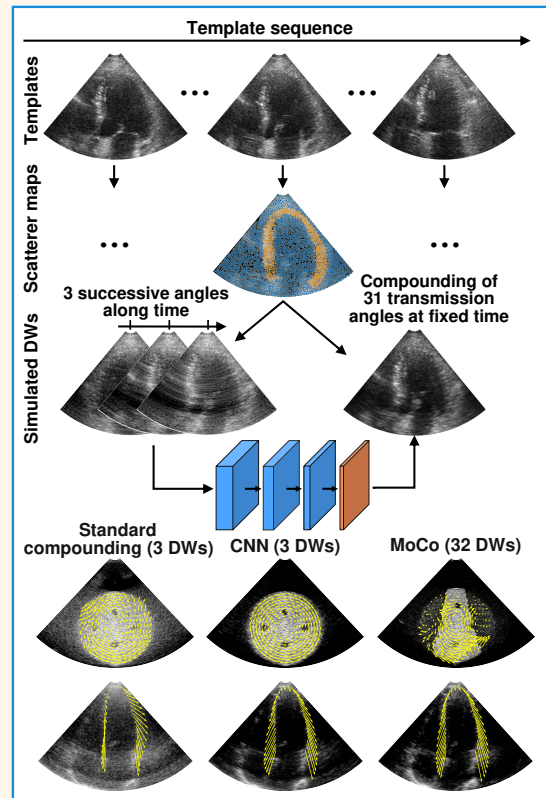 Template sequence
Templates
Scatterer maps
3 successive angles
along time
Compounding of
31 transmission
angles at fixed time
Simulated DWs
Standard
compounding (3 DWs)
CNN (3 DWs)
MoCo (32 DWs)